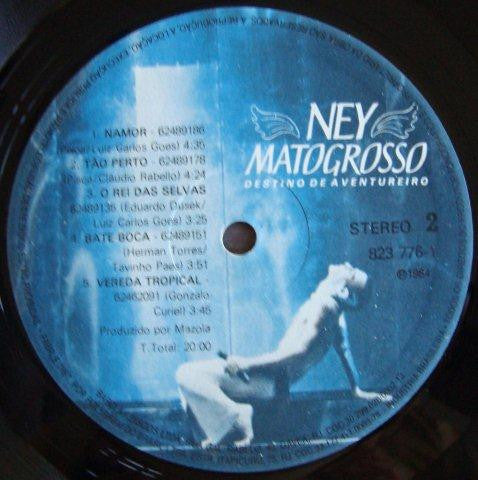 NEY
MATOGROSSO
DESTINO DE AVENTUREIRO
STEREO 2
823 776-1
℗1984
1. NAMOR - 62489186
(Pisca/Luiz Carlos Goes) 4:35
2. TÃO PERTO - 62489178
(Pisca/Cláudio Rabello) 4:24
3. O REI DAS SELVAS
62489135 (Eduardo Dusek/
Luiz Carlos Goes) 3:25
4. BATE BOCA - 62489151
(Herman Torres/
Tavinho Paes) 3:51
5. VEREDA TROPICAL -
62462091 (Gonzalo
Curiel) 3:45
Produzido por Mazola
T.Total: 20:00